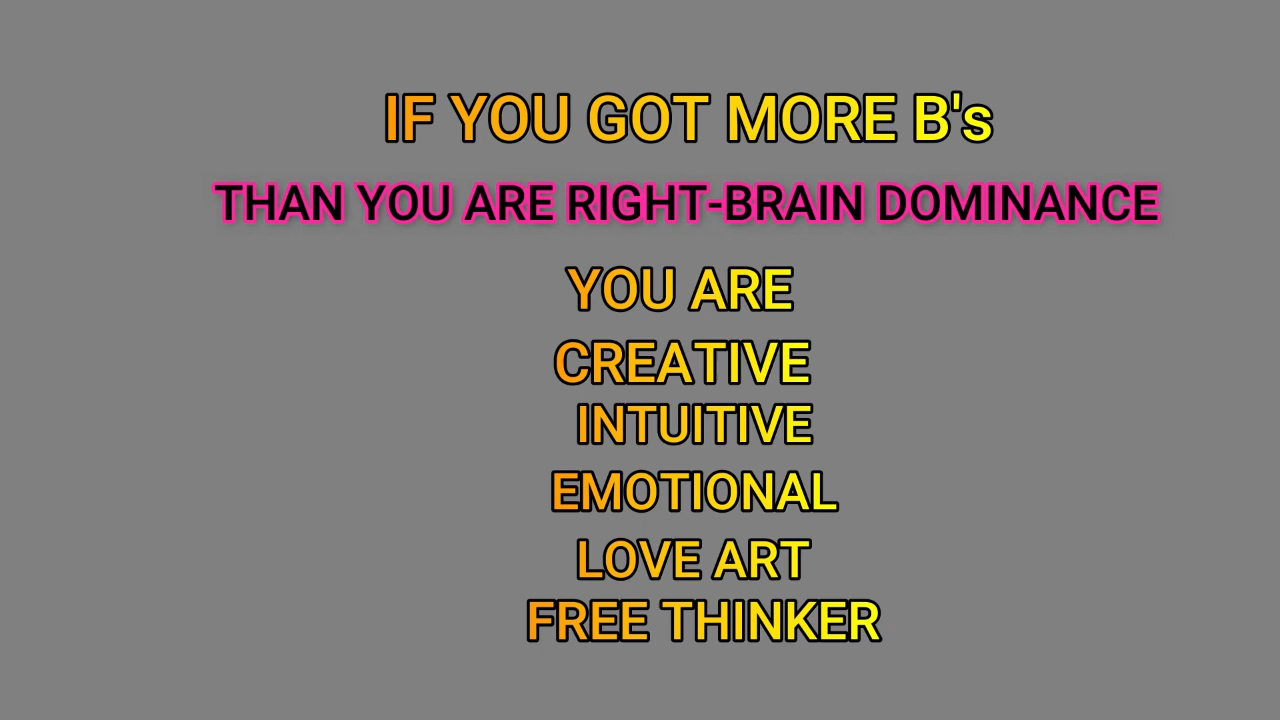 IF YOU GOT MORE B's
THAN YOU ARE RIGHT-BRAIN DOMINANCE
YOU ARE
CREATIVE
INTUITIVE
EMOTIONAL
LOVE ART
FREE THINKER